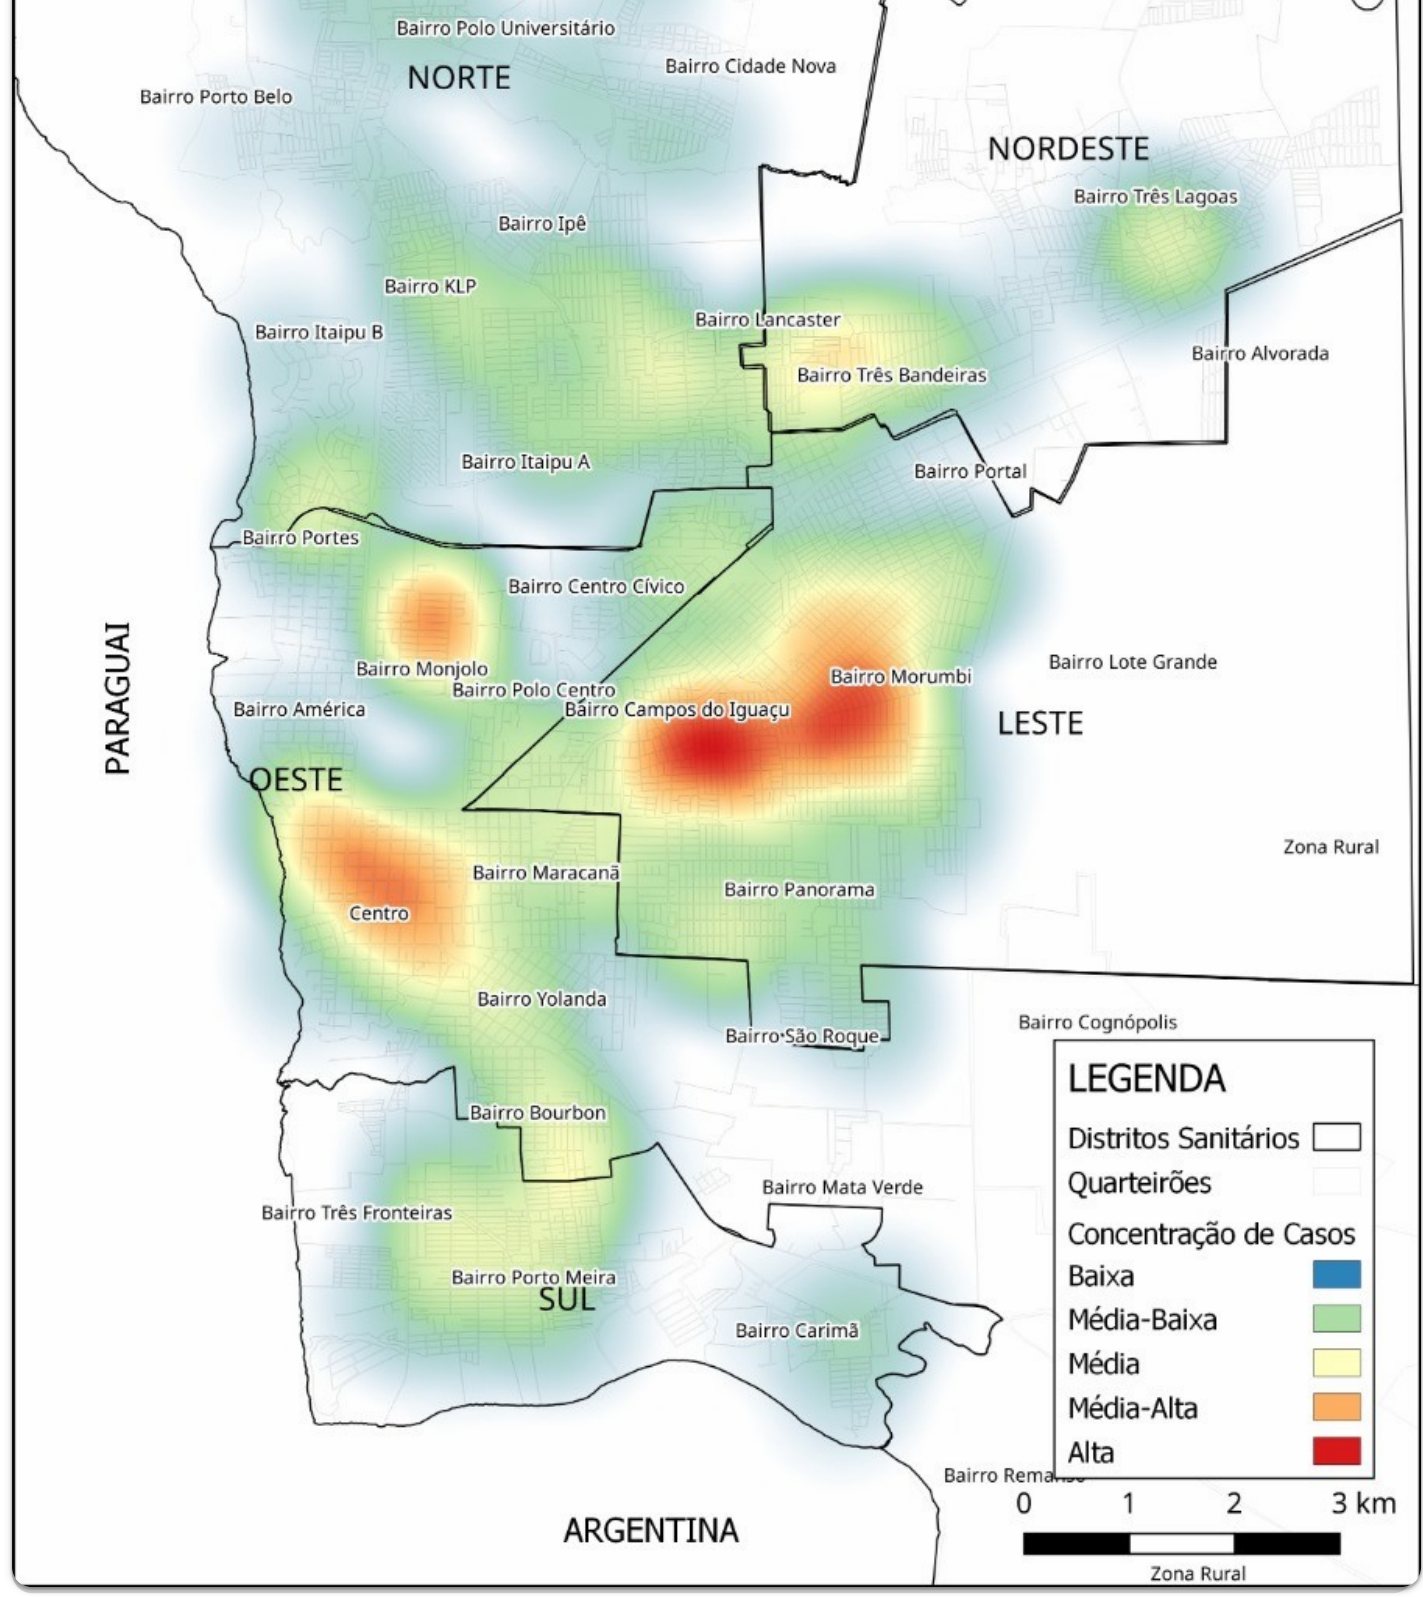 Bairro Polo Universitário
Bairro Cidade Nova
NORTE
Bairro Porto Belo
NORDESTE
Bairro Três Lagoas
Bairro Ipê
Bairro KLP
Bairro Lancaster
Bairro Itaipu B
Bairro Alvorada
Bairro Três Bandeiras
Bairro Itaipu A
Bairro Portal
Bairro Portes
Bairro Centro Cívico
PARAGUAI
Bairro Lote Grande
Bairro Monjolo
Bairro Morumbi
Bairro Polo Centro
Bairro América
Bairro Campos do Iguaçu
LESTE
OESTE
Zona Rural
Bairro Maracanã
Bairro Panorama
Centro
Bairro Yolanda
Bairro Cognópolis
Bairro São Roque
Bairro Bourbon
Bairro Mata Verde
Bairro Três Fronteiras
Bairro Porto Meira
SUL
Bairro Carimã
LEGENDA
Distritos Sanitários
Quarteirões
Concentração de Casos
Baixa
Média-Baixa
Média
Média-Alta
Alta
Bairro Remanso
0 1 2 3 km
ARGENTINA
Zona Rural